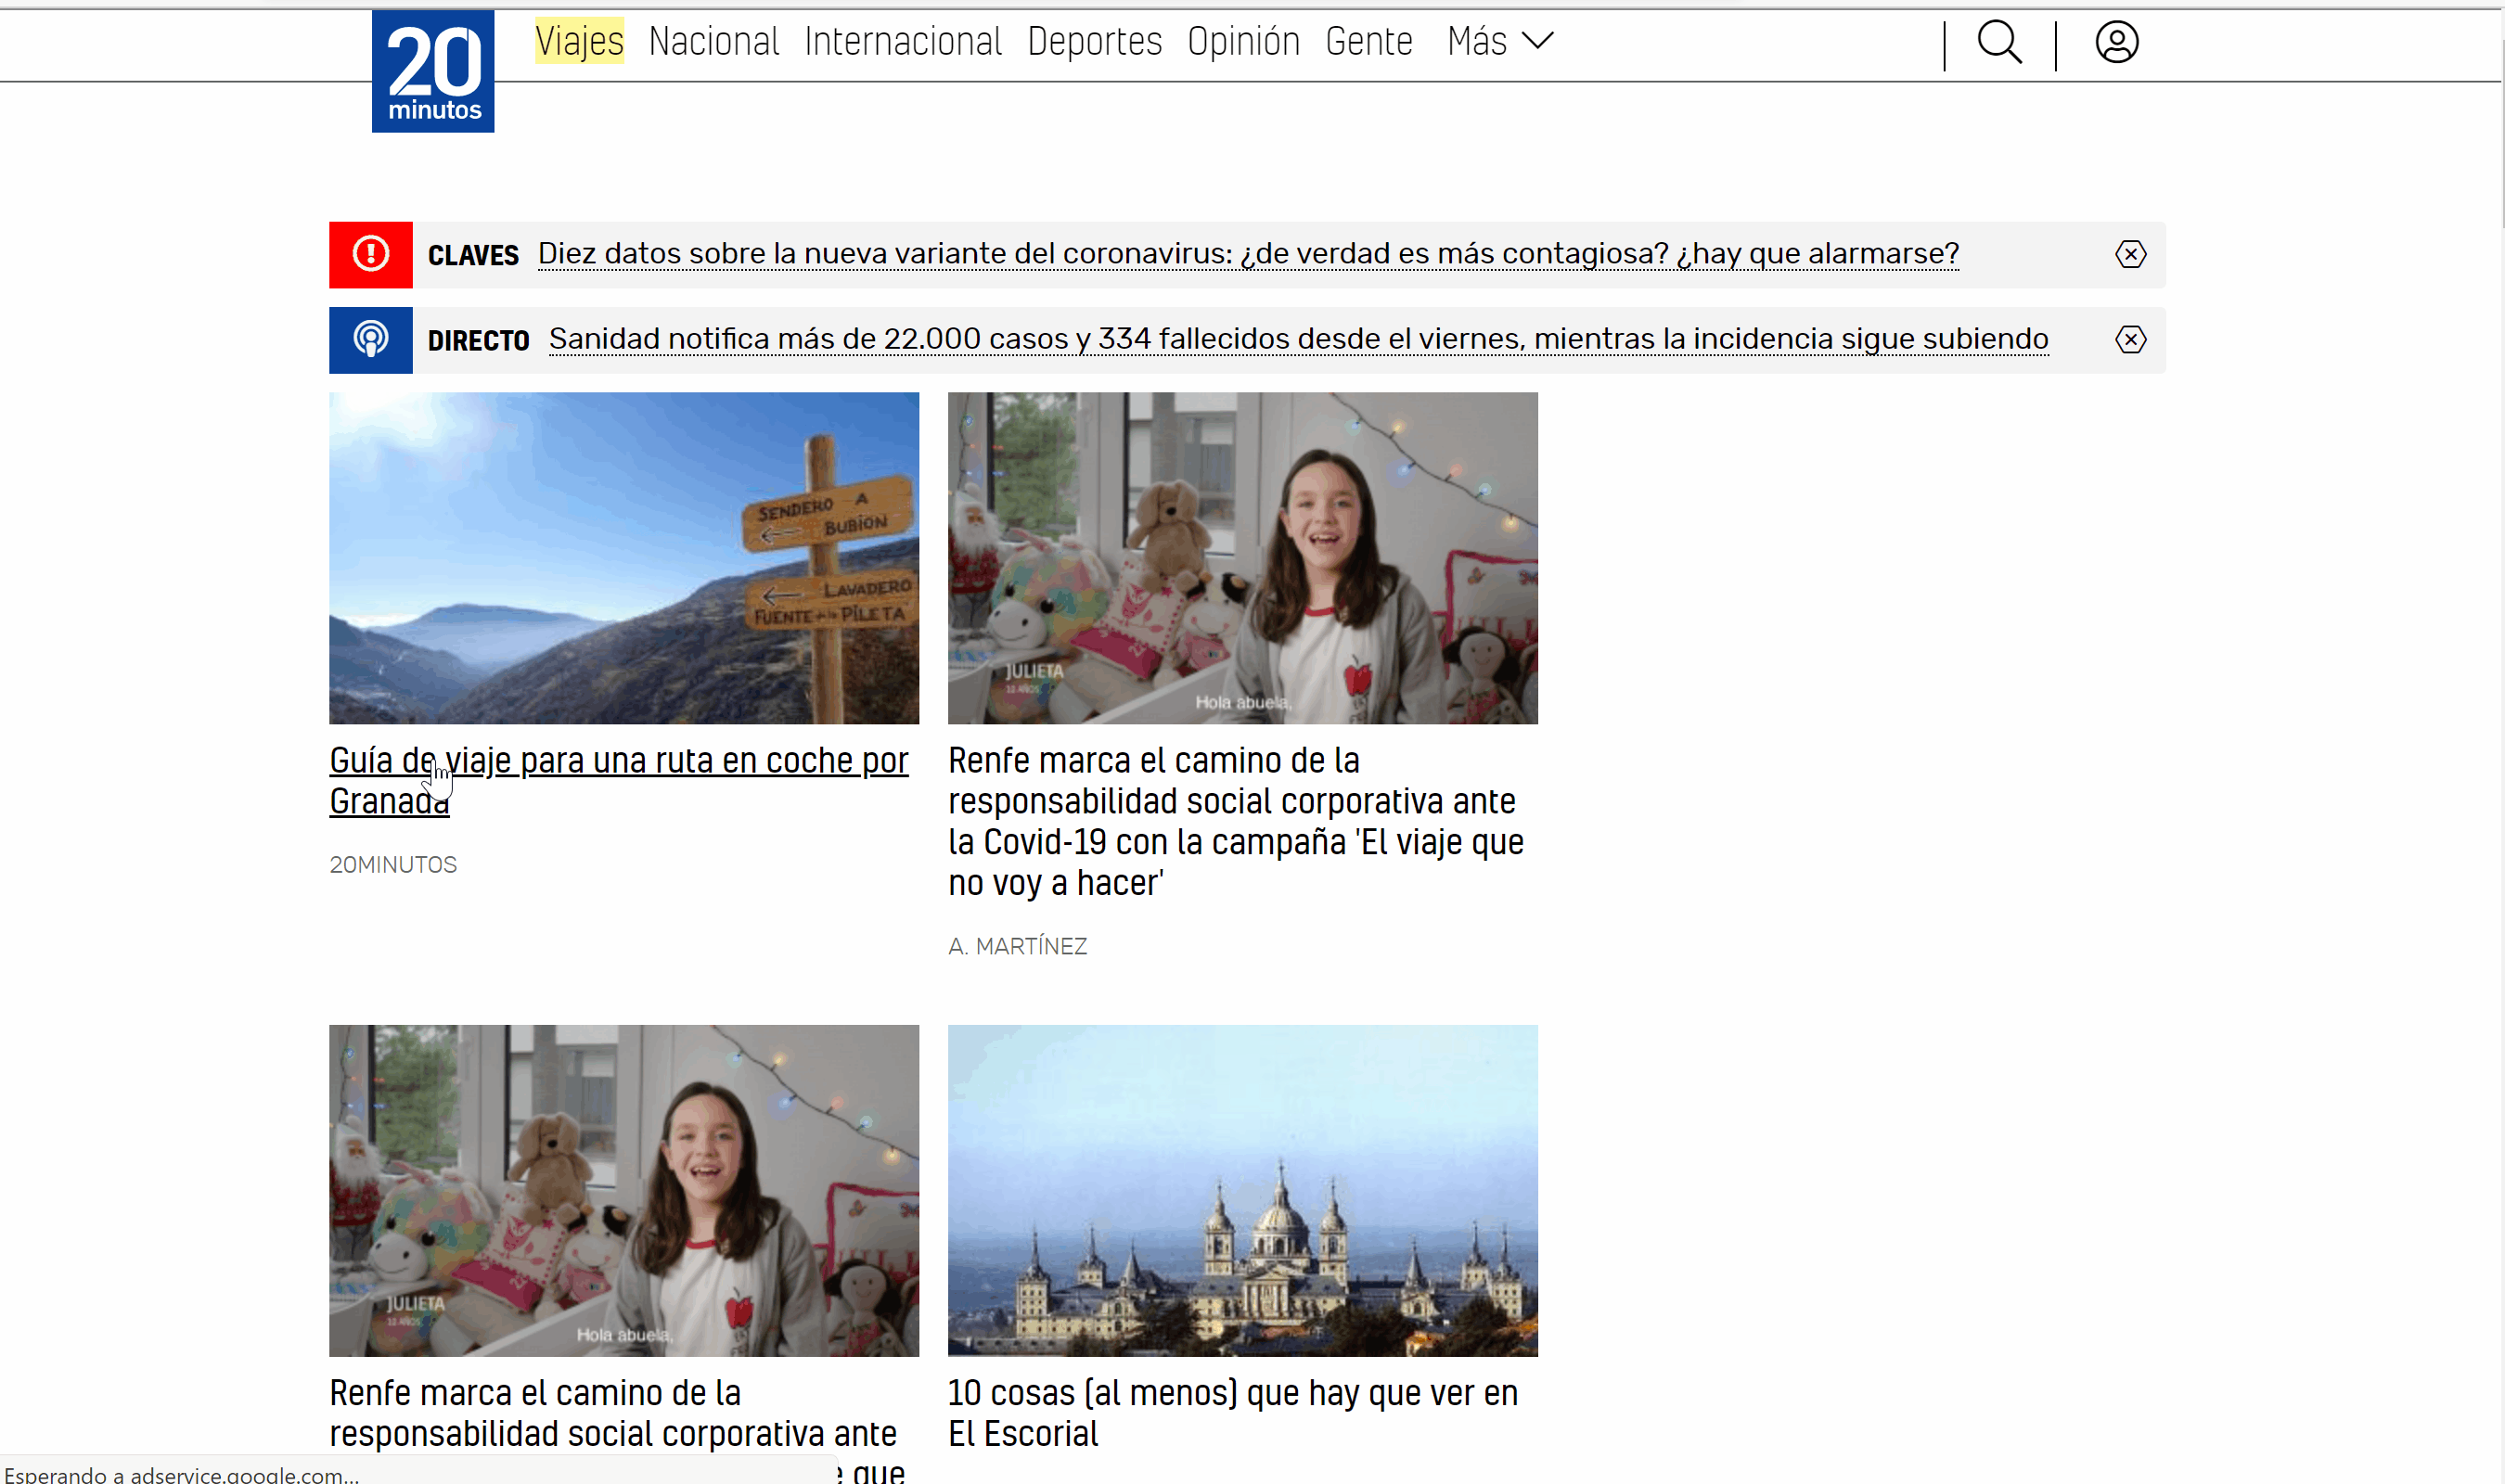 20
minutos
Viajes Nacional Internacional Deportes Opinión Gente Más
CLAVES Diez datos sobre la nueva variante del coronavirus: ¿de verdad es más contagiosa? ¿hay que alarmarse?
DIRECTO Sanidad notifica más de 22.000 casos y 334 fallecidos desde el viernes, mientras la incidencia sigue subiendo
SENDERO A
BUBION
LAVADERO
FUENTE de la PILETA
JULIETA
10 AÑOS
Hola abuela,
Guía de viaje para una ruta en coche por
Granada
20MINUTOS
Renfe marca el camino de la
responsabilidad social corporativa ante
la Covid-19 con la campaña 'El viaje que
no voy a hacer'
A. MARTÍNEZ
JULIETA
10 AÑOS
Hola abuela,
Renfe marca el camino de la
responsabilidad social corporativa ante
que
10 cosas (al menos) que hay que ver en
El Escorial
Esperando a adservice.google.com...